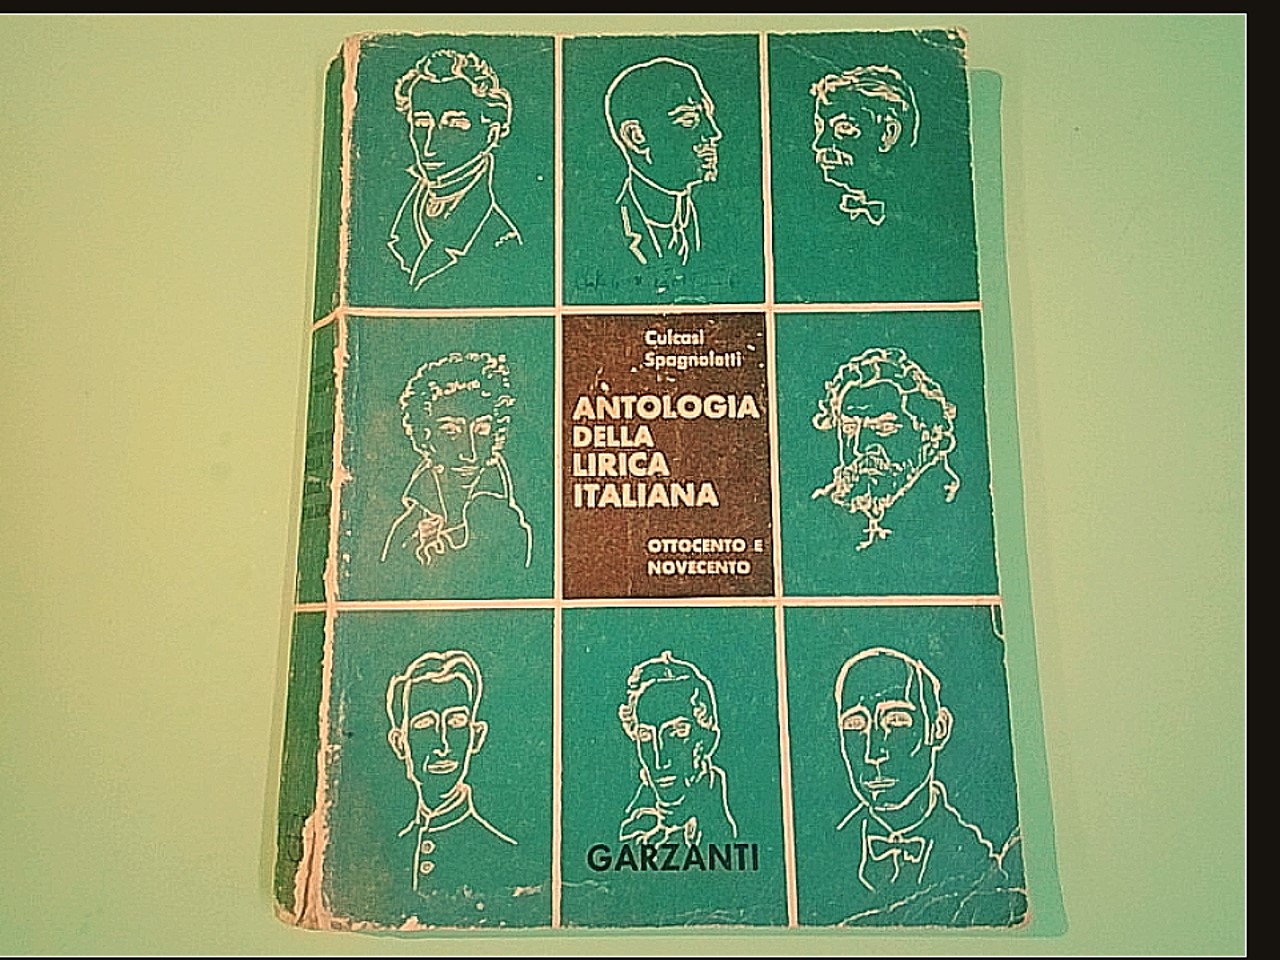 Culcasi
Spagnoletti
ANTOLOGIA
DELLA
LIRICA
ITALIANA
OTTOCENTO E
NOVECENTO
GARZANTI